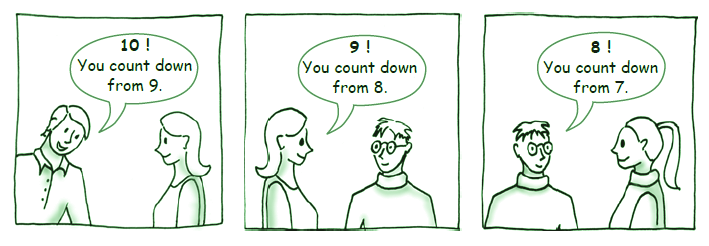 10 !
You count down
from 9.
9 !
You count down
from 8.
8 !
You count down
from 7.